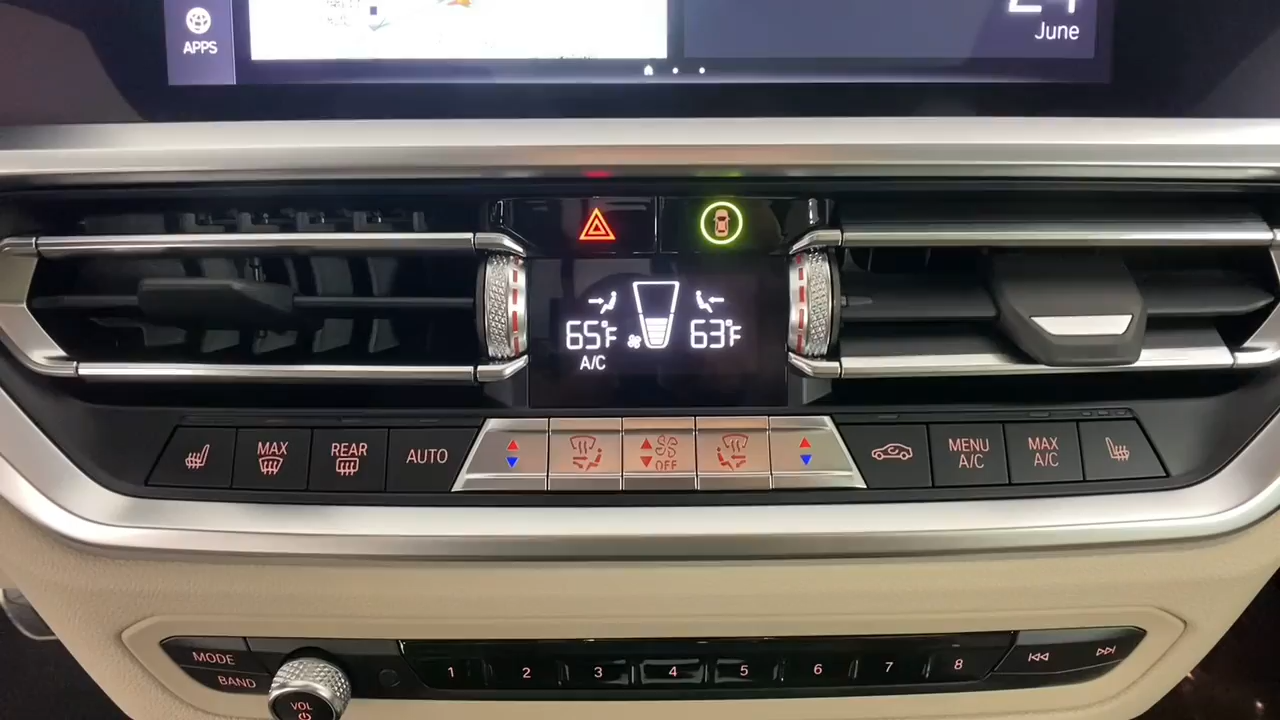 APPS
June
65°F
63°F
A/C
MAX
REAR
AUTO
OFF
MENU
A/C
MAX
A/C
MODE
BAND
VOL
1 2 3 4 5 6 7 8